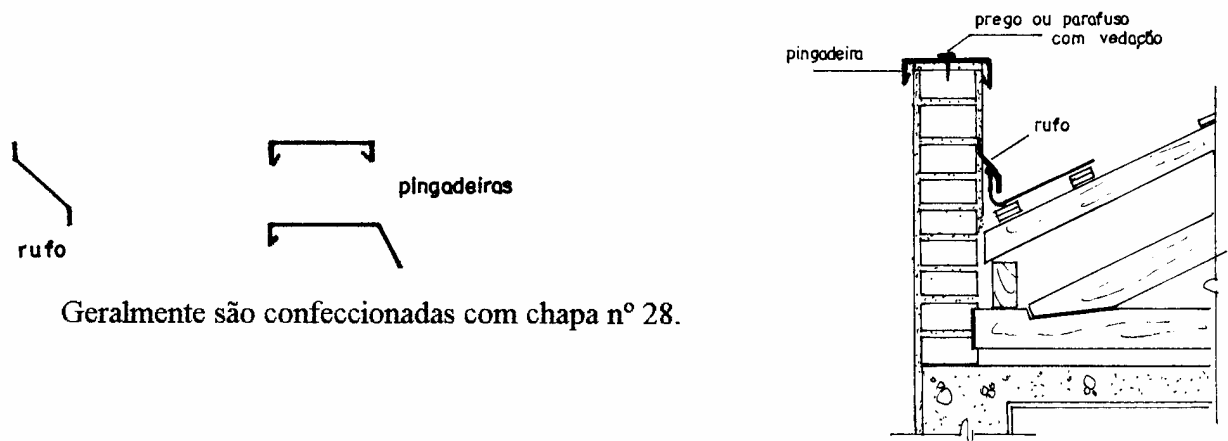 prego ou parafuso
com vedação
pingadeira
rufo
pingadeiras
rufo
Geralmente são confeccionadas com chapa nº 28.